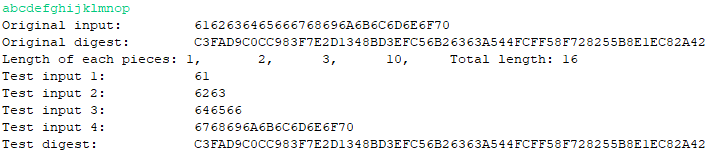 abcdefghijklmnop
Original input: 6162636465666768696A6B6C6D6E6F70
Original digest: C3FAD9C0CC983F7E2D1348BD3EFC56B26363A544FCFF58F728255B8E1EC82A42
Length of each pieces: 1, 2, 3, 10, Total length: 16
Test input 1: 61
Test input 2: 6263
Test input 3: 646566
Test input 4: 6768696A6B6C6D6E6F70
Test digest: C3FAD9C0CC983F7E2D1348BD3EFC56B26363A544FCFF58F728255B8E1EC82A42